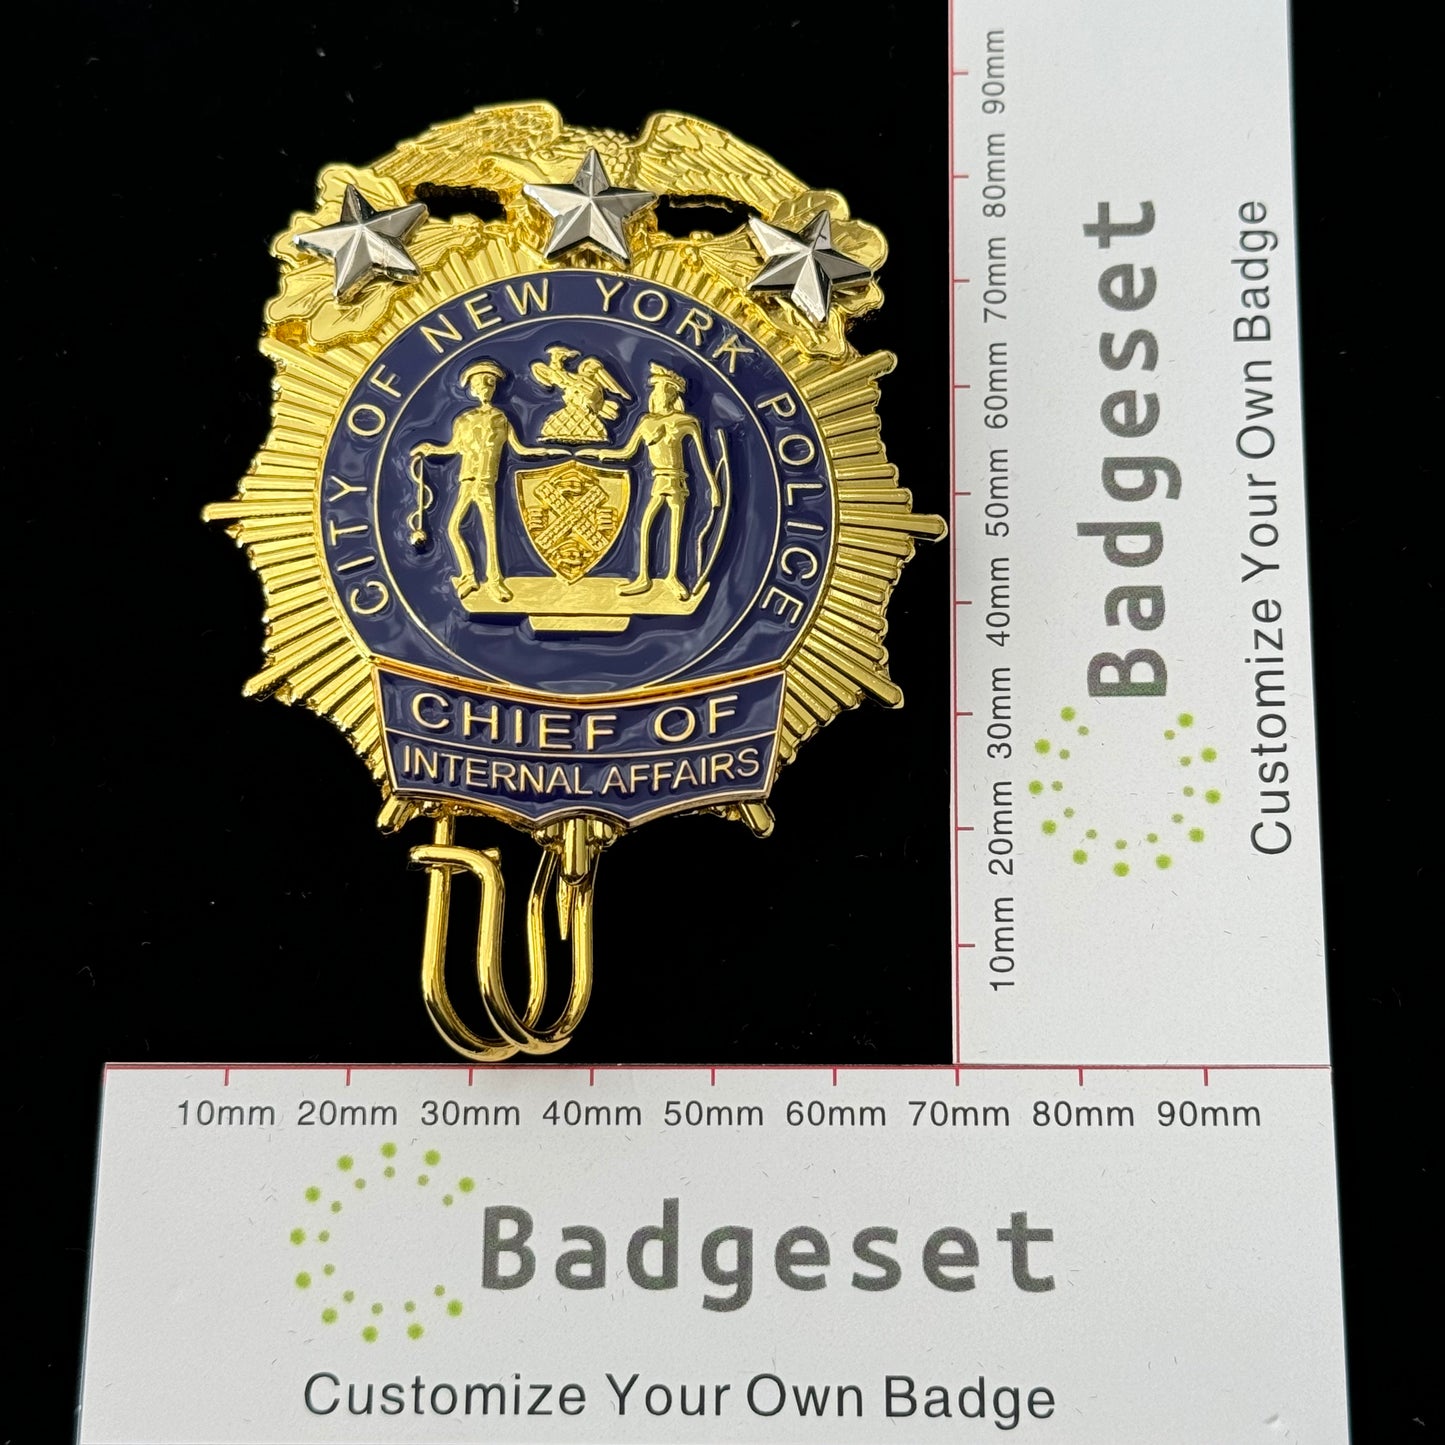 CITY OF NEW YORK POLICE
CHIEF OF
INTERNAL AFFAIRS
90mm
80mm
70mm
60mm
50mm
40mm
30mm
20mm
10mm
Badgeset
Customize Your Own Badge
10mm 20mm 30mm 40mm 50mm 60mm 70mm 80mm 90mm
Badgeset
Customize Your Own Badge